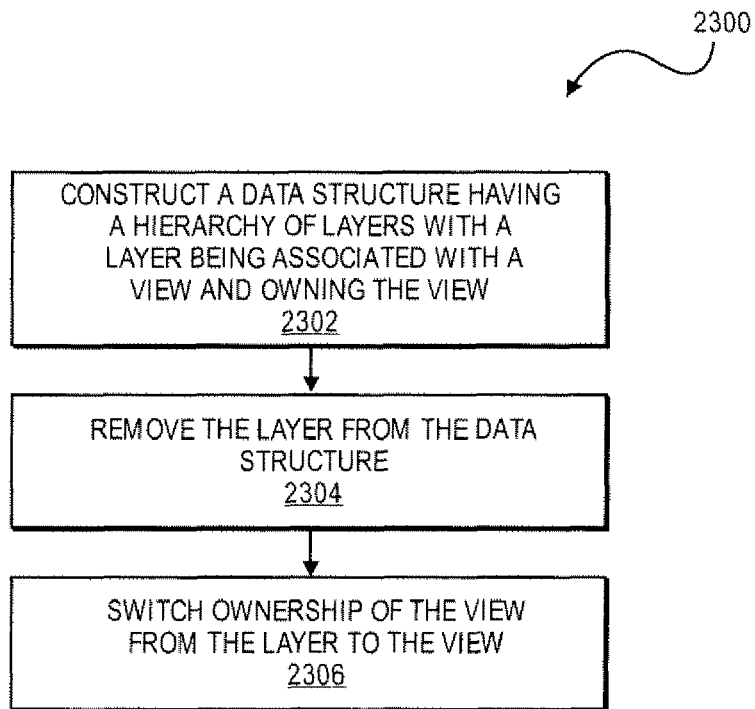 2300
CONSTRUCT A DATA STRUCTURE HAVING
A HIERARCHY OF LAYERS WITH A
LAYER BEING ASSOCIATED WITH A
VIEW AND OWNING THE VIEW
2302
REMOVE THE LAYER FROM THE DATA
STRUCTURE
2304
SWITCH OWNERSHIP OF THE VIEW
FROM THE LAYER TO THE VIEW
2306